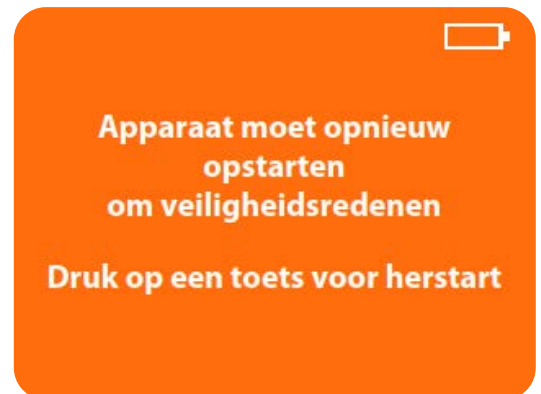 Apparaat moet opnieuw
opstarten
om veiligheidsredenen
Druk op een toets voor herstart